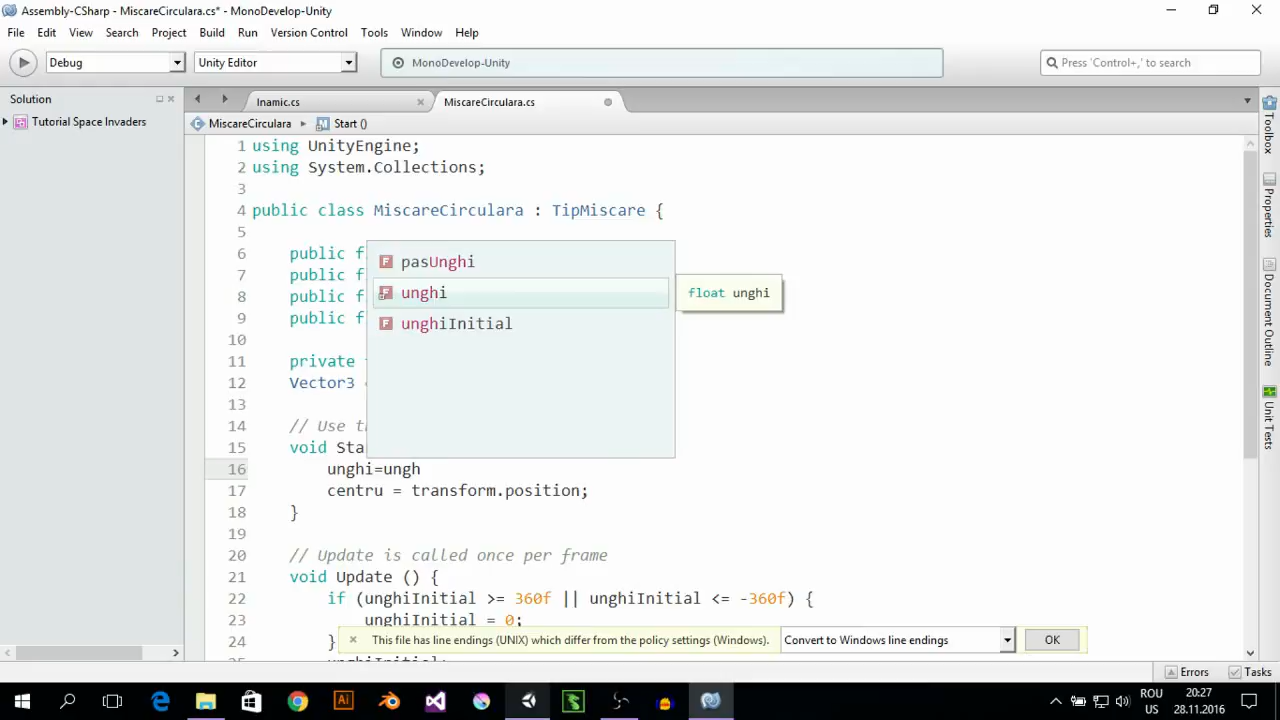 Assembly-CSharp - MiscareCirculara.cs* - MonoDevelop-Unity
File Edit View Search Project Build Run Version Control Tools Window Help
Debug Unity Editor MonoDevelop-Unity Press 'Control+,' to search
Solution Inamic.cs MiscareCirculara.cs
Tutorial Space Invaders MiscareCirculara Start ()
1 using UnityEngine;
2 using System.Collections;
3
4 public class MiscareCirculara : TipMiscare {
5
6 public f
7 public f
8 public f
9 public f
10
11 private
12 Vector3
13
14 // Use t
15 void Sta
16 unghi=ungh
17 centru = transform.position;
18 }
19
20 // Update is called once per frame
21 void Update () {
22 if (unghiInitial >= 360f || unghiInitial <= -360f) {
23 unghiInitial = 0;
24 }
pasUnghi
unghi
unghiInitial
float unghi
This file has line endings (UNIX) which differ from the policy settings (Windows). Convert to Windows line endings OK
Toolbox
Properties
Document Outline
Unit Tests
Errors Tasks
ROU
US
20:27
28.11.2016